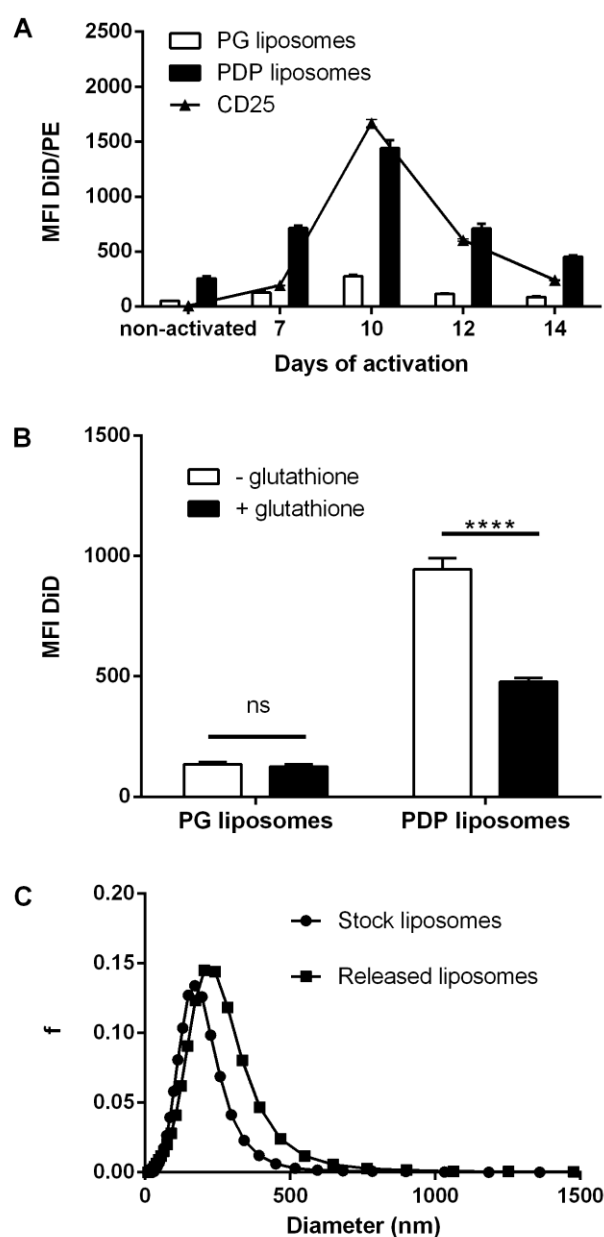 A
2500
2000
1500
1000
500
0
MFI DiD/PE
PG liposomes
PDP liposomes
CD25
non-activated 7 10 12 14
Days of activation
B
1500
1000
500
0
MFI DiD
- glutathione
+ glutathione
ns
****
PG liposomes PDP liposomes
C
0.20
0.15
0.10
0.05
0.00
f
Stock liposomes
Released liposomes
0 500 1000 1500
Diameter (nm)